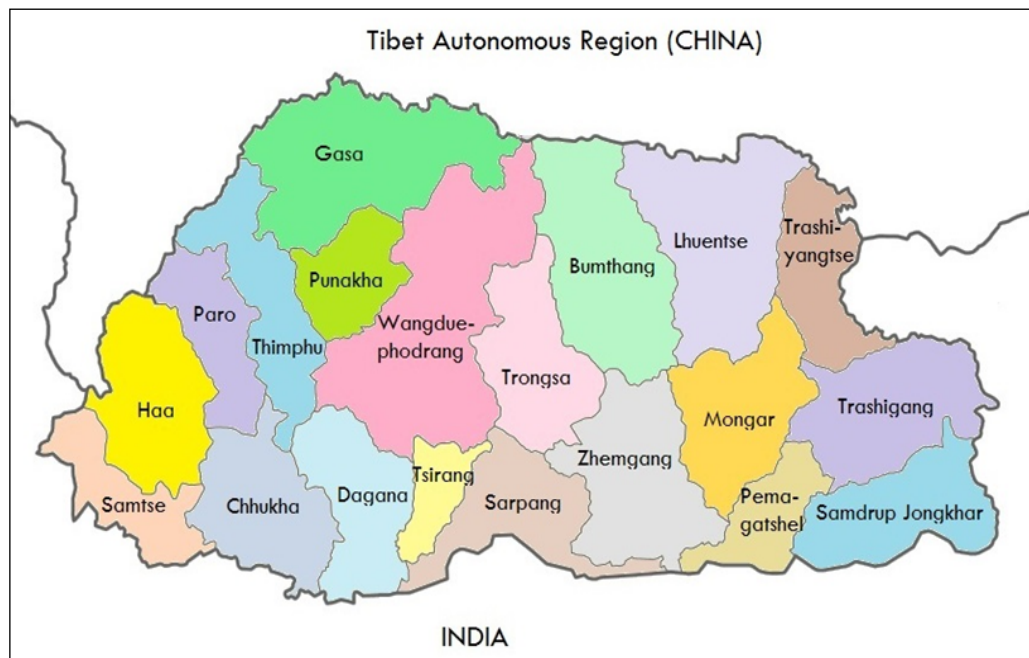 Tibet Autonomous Region (CHINA)
Gasa
Trashi-
yangtse
Lhuentse
Bumthang
Punakha
Paro
Wangdue-
phodrang
Thimphu
Trongsa
Haa
Mongar
Trashigang
Zhemgang
Tsirang
Samtse
Chhukha
Dagana
Sarpang
Pema-
gatshel
Samdrup Jongkhar
INDIA